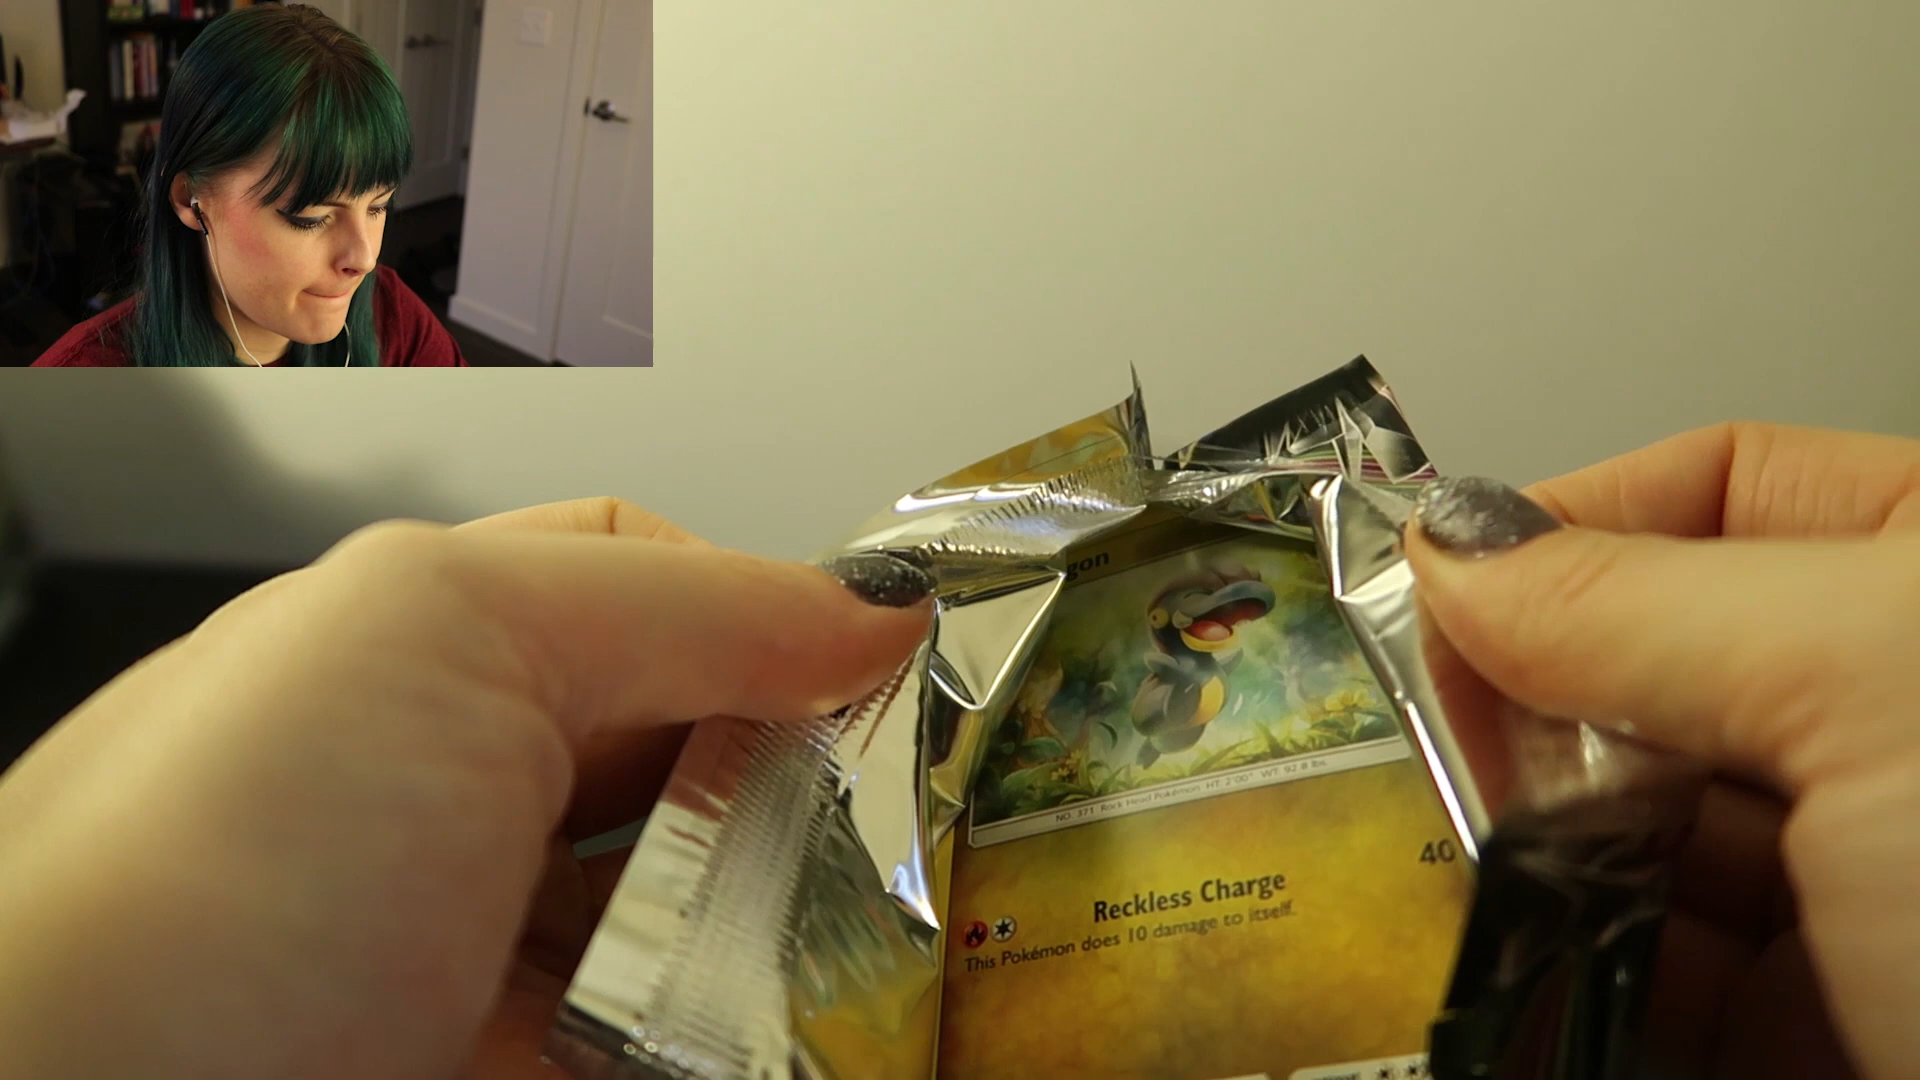 gon
NO. 371 Rock Head Pokémon HT: 2'00" WT: 92.8 lbs.
40
Reckless Charge
This Pokémon does 10 damage to itself.